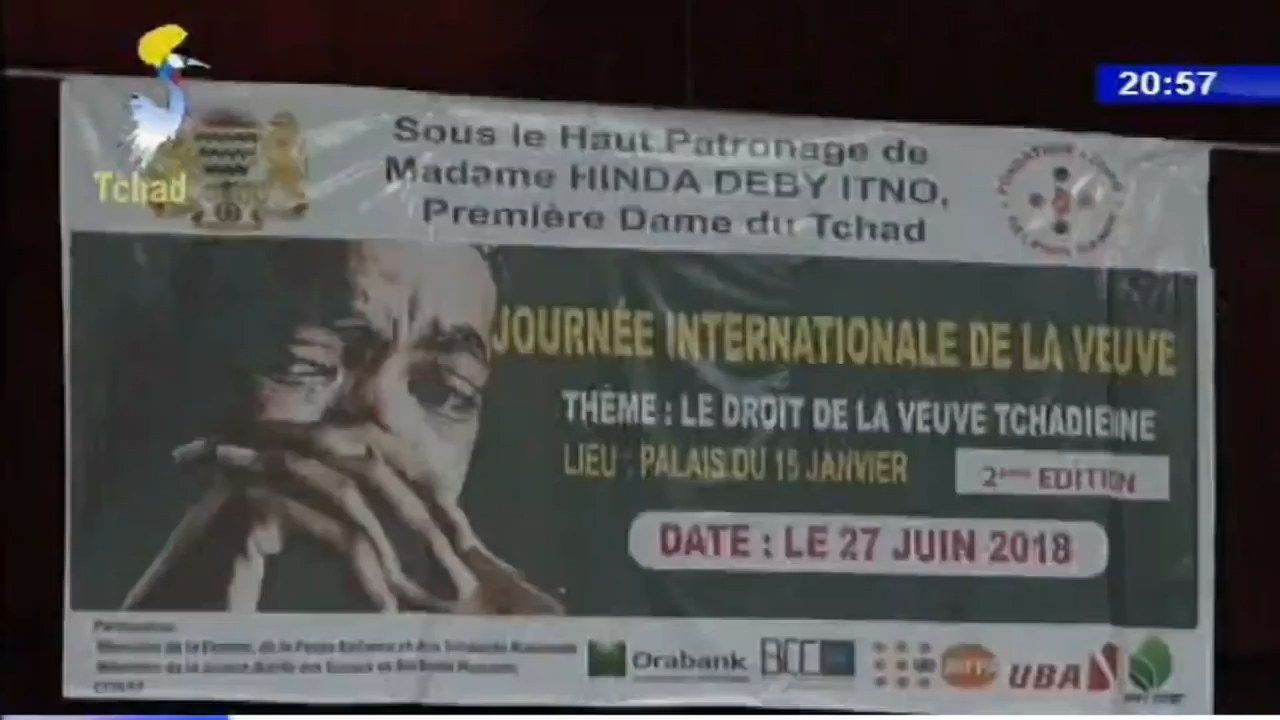 20:57
Tchad
Sous le Haut Patronage de
Madame HINDA DEBY ITNO,
Première Dame du Tchad
JOURNÉE INTERNATIONALE DE LA VEUVE
THÈME : LE DROIT DE LA VEUVE TCHADIENNE
LIEU : PALAIS DU 15 JANVIER
2ème EDITION
DATE : LE 27 JUIN 2018
Orabank
UBA